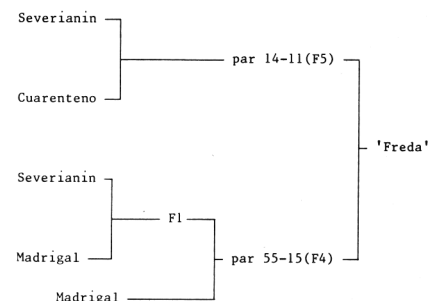 Severianin
par 14-11(F5)
Cuarenteno
'Freda'
Severianin
F1
Madrigal
par 55-15(F4)
Madrigal